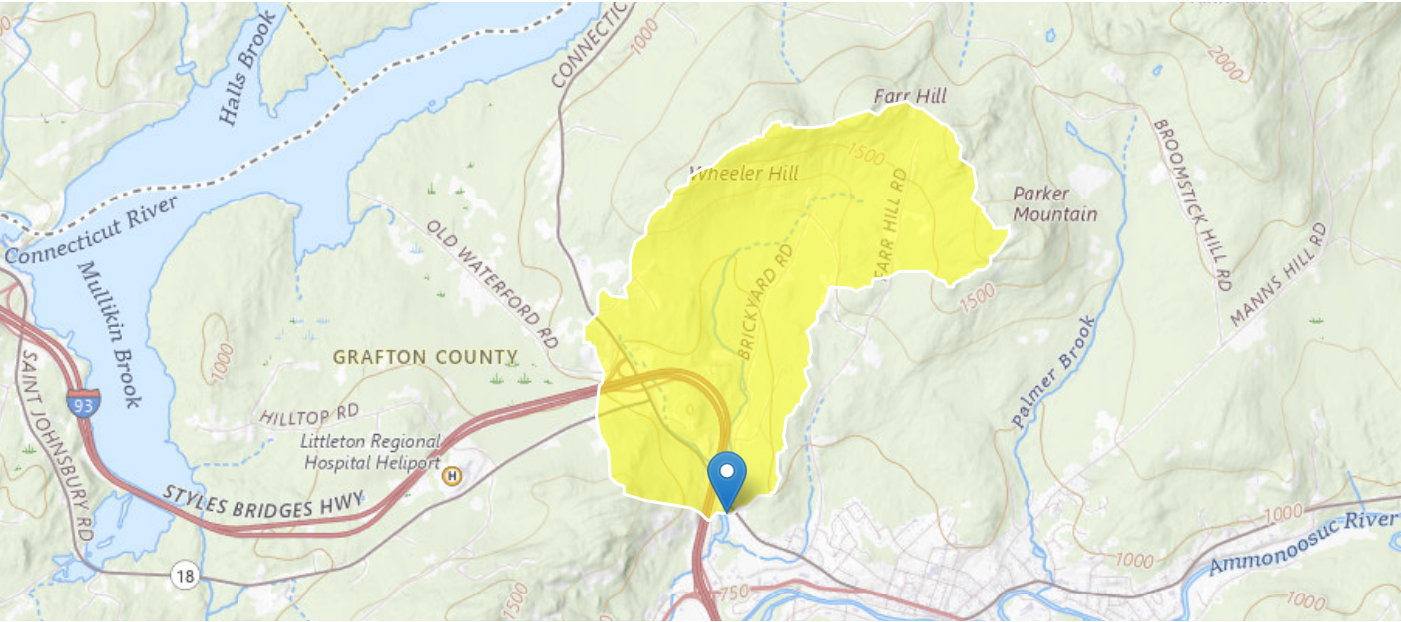 Halls Brook
CONNECTIC
1000
Farr Hill
2000
1500
Wheeler Hill
BROOMSTICK HILL RD
Parker
Mountain
FARR HILL RD
Connecticut River
OLD WATERFORD RD
MANNS HILL RD
BRICKYARD RD
1500
Mullikin Brook
1000
GRAFTON COUNTY
Palmer Brook
SAINT JOHNSBURY RD
93
HILLTOP RD
Littleton Regional
Hospital Heliport
H
STYLES BRIDGES HWY
1000
Ammonoosuc River
1000
18
1500
750
1000